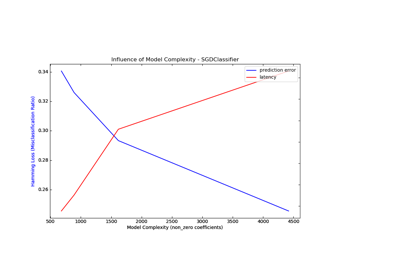 Influence of Model Complexity - SGDClassifier
prediction error
latency
0.34
0.32
0.30
0.28
0.26
Hamming Loss (Misclassification Ratio)
500 1000 1500 2000 2500 3000 3500 4000 4500
Model Complexity (non_zero coefficients)